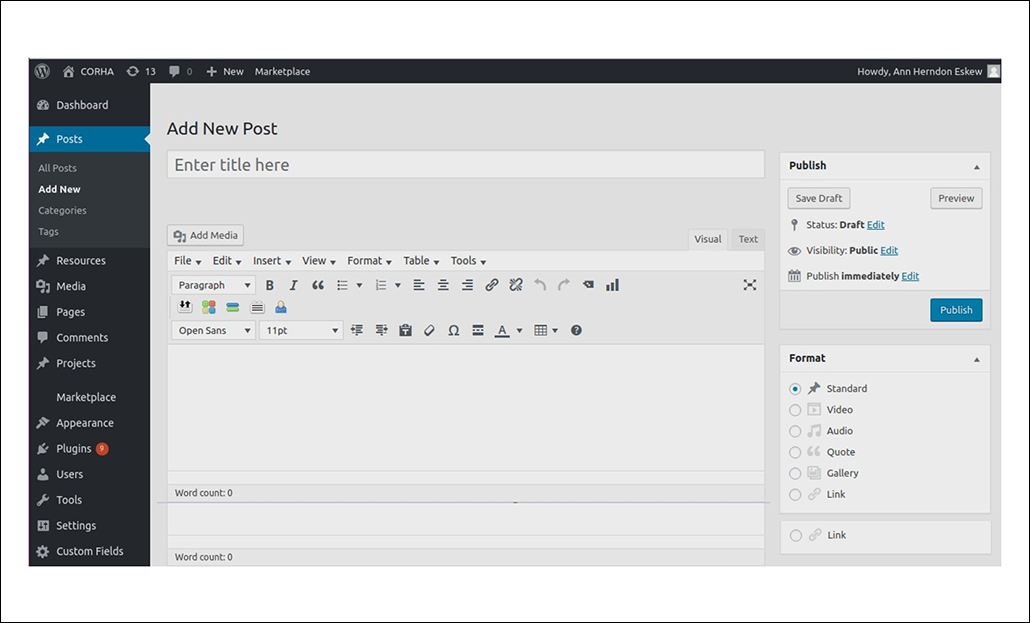 CORHA 13 0 New Marketplace Howdy, Ann Herndon Eskew
Dashboard
Posts
All Posts
Add New
Categories
Tags
Resources
Media
Pages
Comments
Projects
Marketplace
Appearance
Plugins 9
Users
Tools
Settings
Custom Fields
Add New Post
Enter title here
Add Media
Visual Text
File Edit Insert View Format Table Tools
Paragraph B I
Open Sans 11pt Ω A
Word count: 0
Word count: 0
Publish
Save Draft Preview
Status: Draft Edit
Visibility: Public Edit
Publish immediately Edit
Publish
Format
Standard
Video
Audio
Quote
Gallery
Link
Link